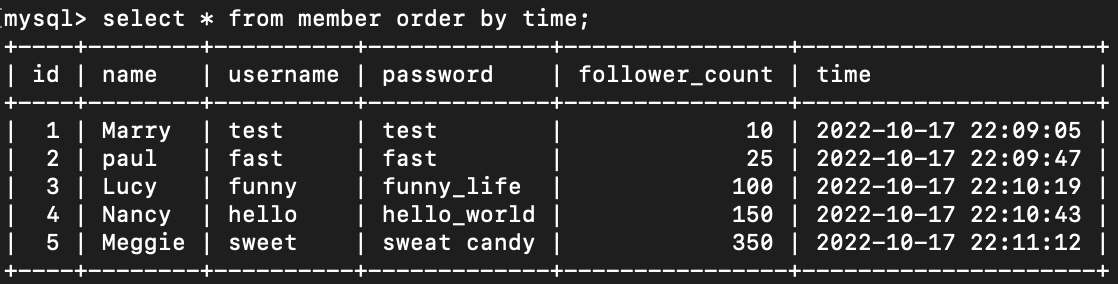 [mysql> select * from member order by time;
+----+--------+----------+-------------+----------------+---------------------+
| id | name   | username | password    | follower_count | time                |
+----+--------+----------+-------------+----------------+---------------------+
|  1 | Marry  | test     | test        |             10 | 2022-10-17 22:09:05 |
|  2 | paul   | fast     | fast        |             25 | 2022-10-17 22:09:47 |
|  3 | Lucy   | funny    | funny_life  |            100 | 2022-10-17 22:10:19 |
|  4 | Nancy  | hello    | hello_world |            150 | 2022-10-17 22:10:43 |
|  5 | Meggie | sweet    | sweat candy |            350 | 2022-10-17 22:11:12 |
+----+--------+----------+-------------+----------------+---------------------+